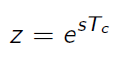 z = e^{sT_c}